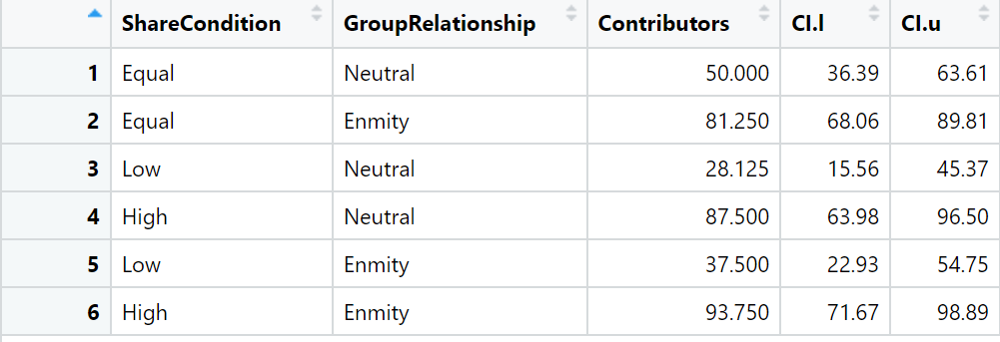 ShareCondition GroupRelationship Contributors CI.l CI.u
1 Equal Neutral 50.000 36.39 63.61
2 Equal Enmity 81.250 68.06 89.81
3 Low Neutral 28.125 15.56 45.37
4 High Neutral 87.500 63.98 96.50
5 Low Enmity 37.500 22.93 54.75
6 High Enmity 93.750 71.67 98.89